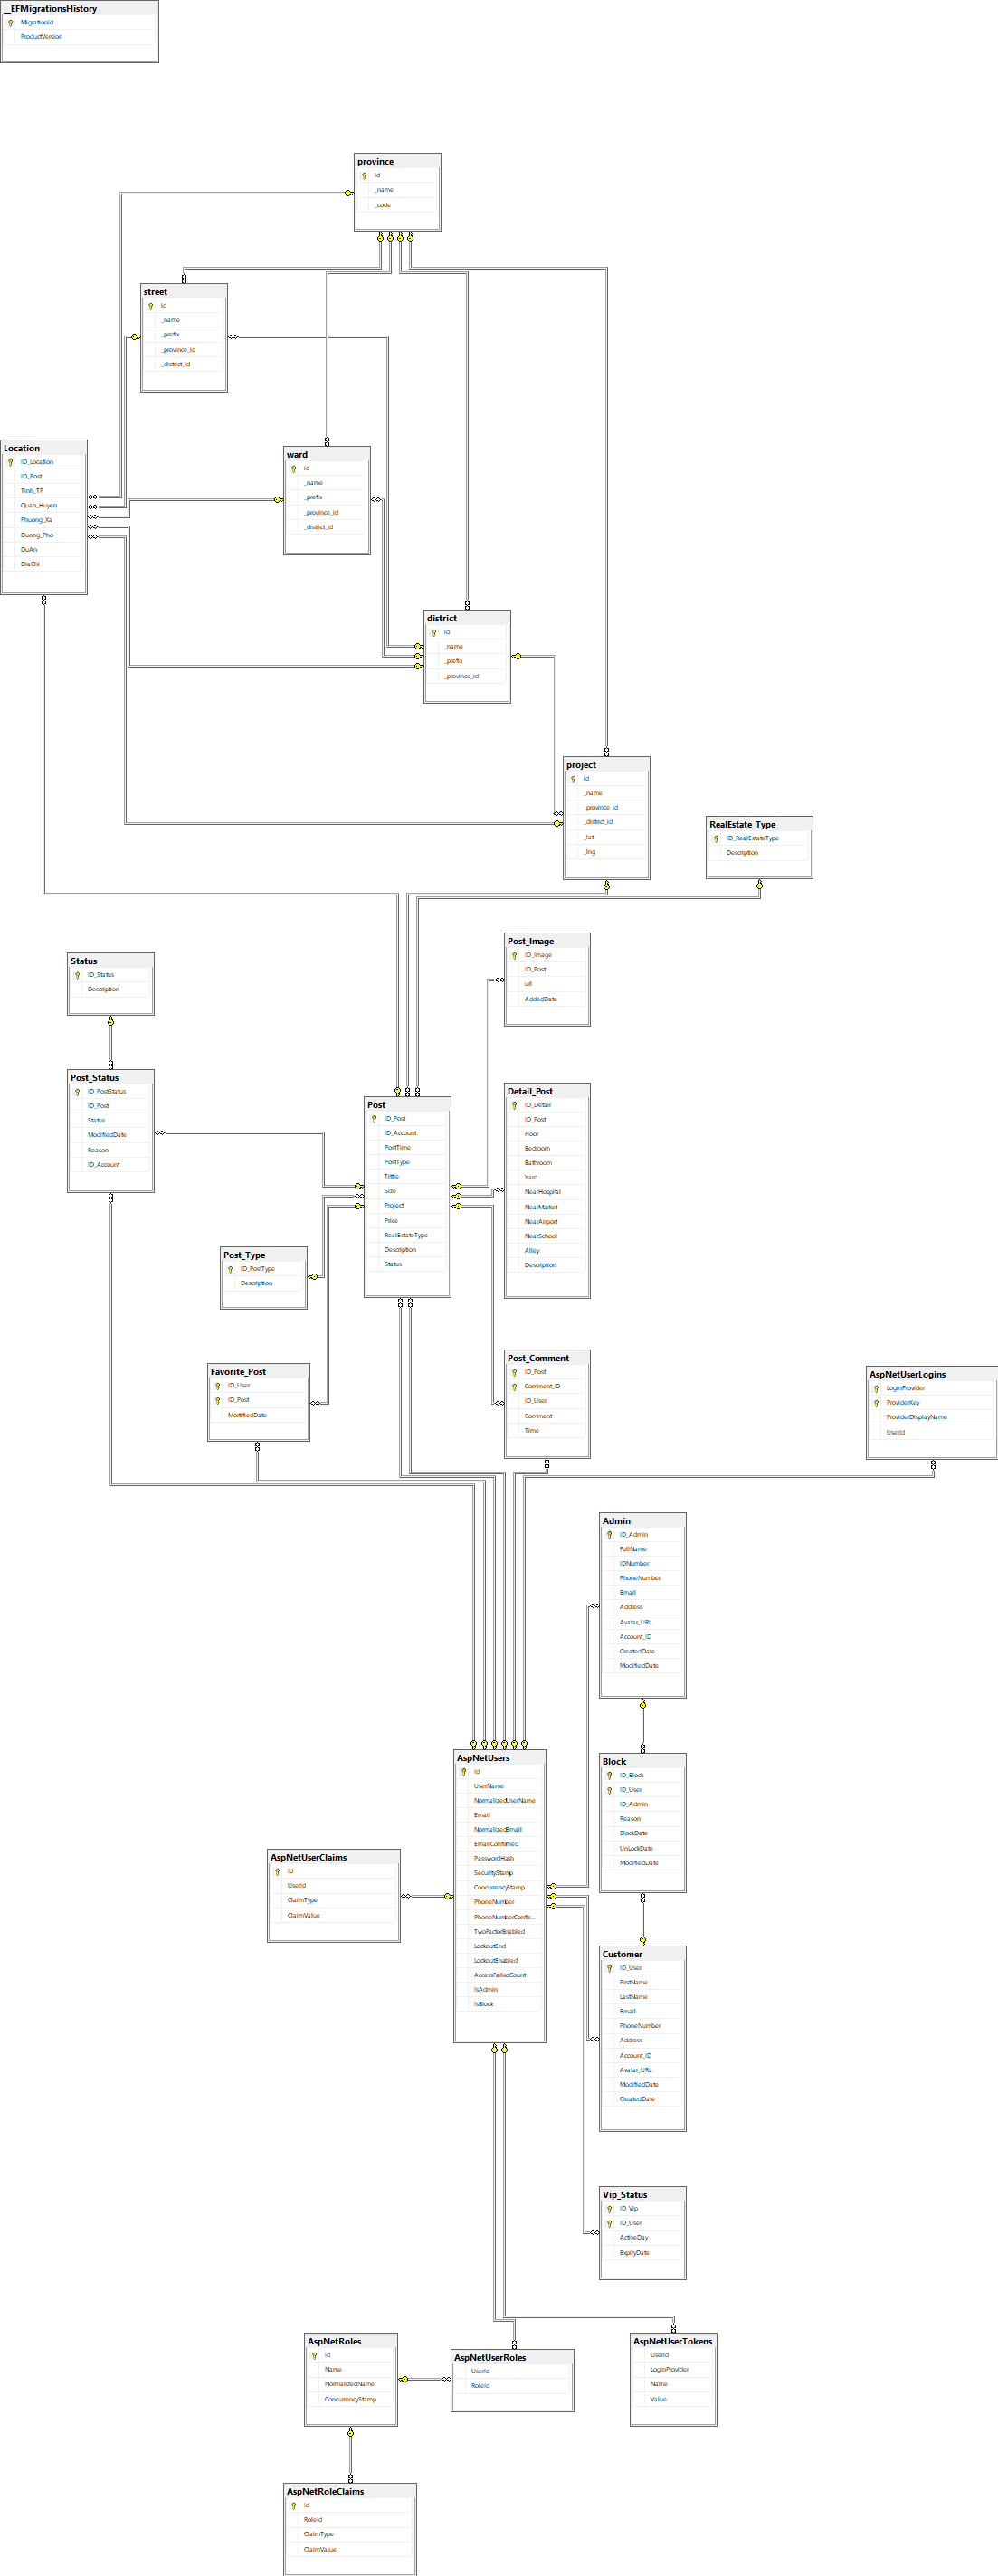 __EFMigrationsHistory
MigrationId
ProductVersion
province
id
_name
_code
street
id
_name
_prefix
_province_id
_district_id
Location
ID_Location
ID_Post
Tinh_TP
Quan_Huyen
Phuong_Xa
Duong_Pho
DuAn
DiaChi
ward
id
_name
_prefix
_province_id
_district_id
district
id
_name
_prefix
_province_id
project
id
_name
_province_id
_district_id
_lat
_lng
RealEstate_Type
ID_RealEstateType
Description
Post_Image
ID_Image
ID_Post
url
AddedDate
Status
ID_Status
Description
Post_Status
ID_PostStatus
ID_Post
Status
ModifiedDate
Reason
ID_Account
Post
ID_Post
ID_Account
PostTime
PostType
Tittle
Size
Project
Price
RealEstateType
Description
Status
Detail_Post
ID_Detail
ID_Post
Floor
Bedroom
Bathroom
Yard
NearHospital
NearMarket
NearAirport
NearSchool
Alley
Description
Post_Type
ID_PostType
Description
Favorite_Post
ID_User
ID_Post
MortifiedDate
Post_Comment
ID_Post
Comment_ID
ID_User
Comment
Time
AspNetUserLogins
LoginProvider
ProviderKey
ProviderDisplayName
UserId
Admin
ID_Admin
FullName
IDNumber
PhoneNumber
Email
Address
Avatar_URL
Account_ID
CreatedDate
ModifiedDate
AspNetUsers
Id
UserName
NormalizedUserName
Email
NormalizedEmail
EmailConfirmed
PasswordHash
SecurityStamp
ConcurrencyStamp
PhoneNumber
PhoneNumberConfir...
TwoFactorEnabled
LockoutEnd
LockoutEnabled
AccessFailedCount
IsAdmin
IsBlock
Block
ID_Block
ID_User
ID_Admin
Reason
BlockDate
UnLockDate
ModifiedDate
AspNetUserClaims
Id
UserId
ClaimType
ClaimValue
Customer
ID_User
FirstName
LastName
Email
PhoneNumber
Address
Account_ID
Avatar_URL
ModifiedDate
CreatedDate
Vip_Status
ID_Vip
ID_User
ActiveDay
ExpiryDate
AspNetRoles
Id
Name
NormalizedName
ConcurrencyStamp
AspNetUserRoles
UserId
RoleId
AspNetUserTokens
UserId
LoginProvider
Name
Value
AspNetRoleClaims
Id
RoleId
ClaimType
ClaimValue